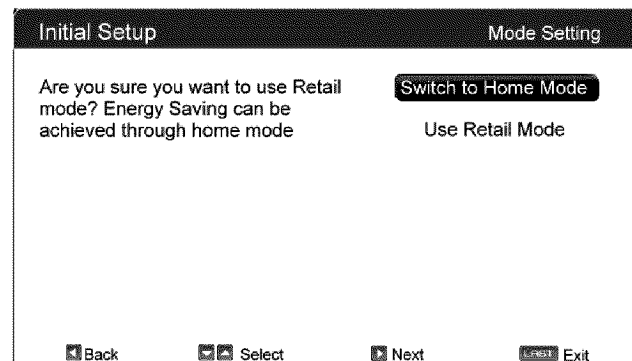 Initial Setup
Mode Setting
Are you sure you want to use Retail
mode? Energy Saving can be
achieved through home mode
Switch to Home Mode
Use Retail Mode
Back
Select
Next
LAST Exit